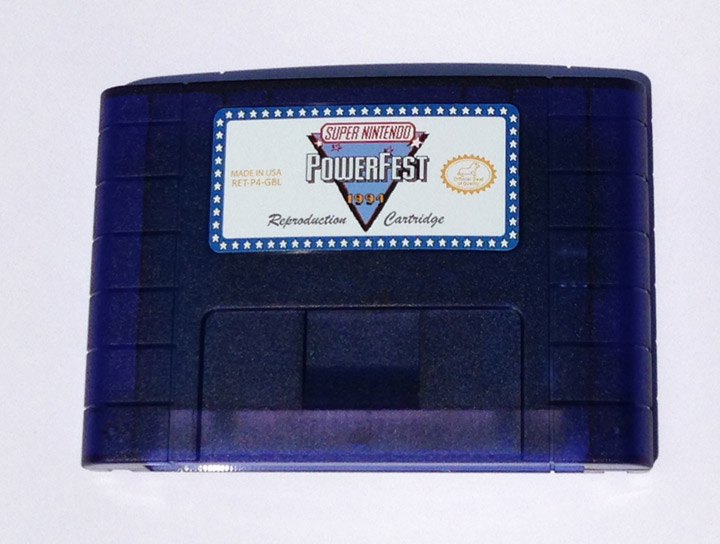 SUPER NINTENDO
POWERFEST
1994
MADE IN USA
RET-P4-GBL
Reproduction Cartridge